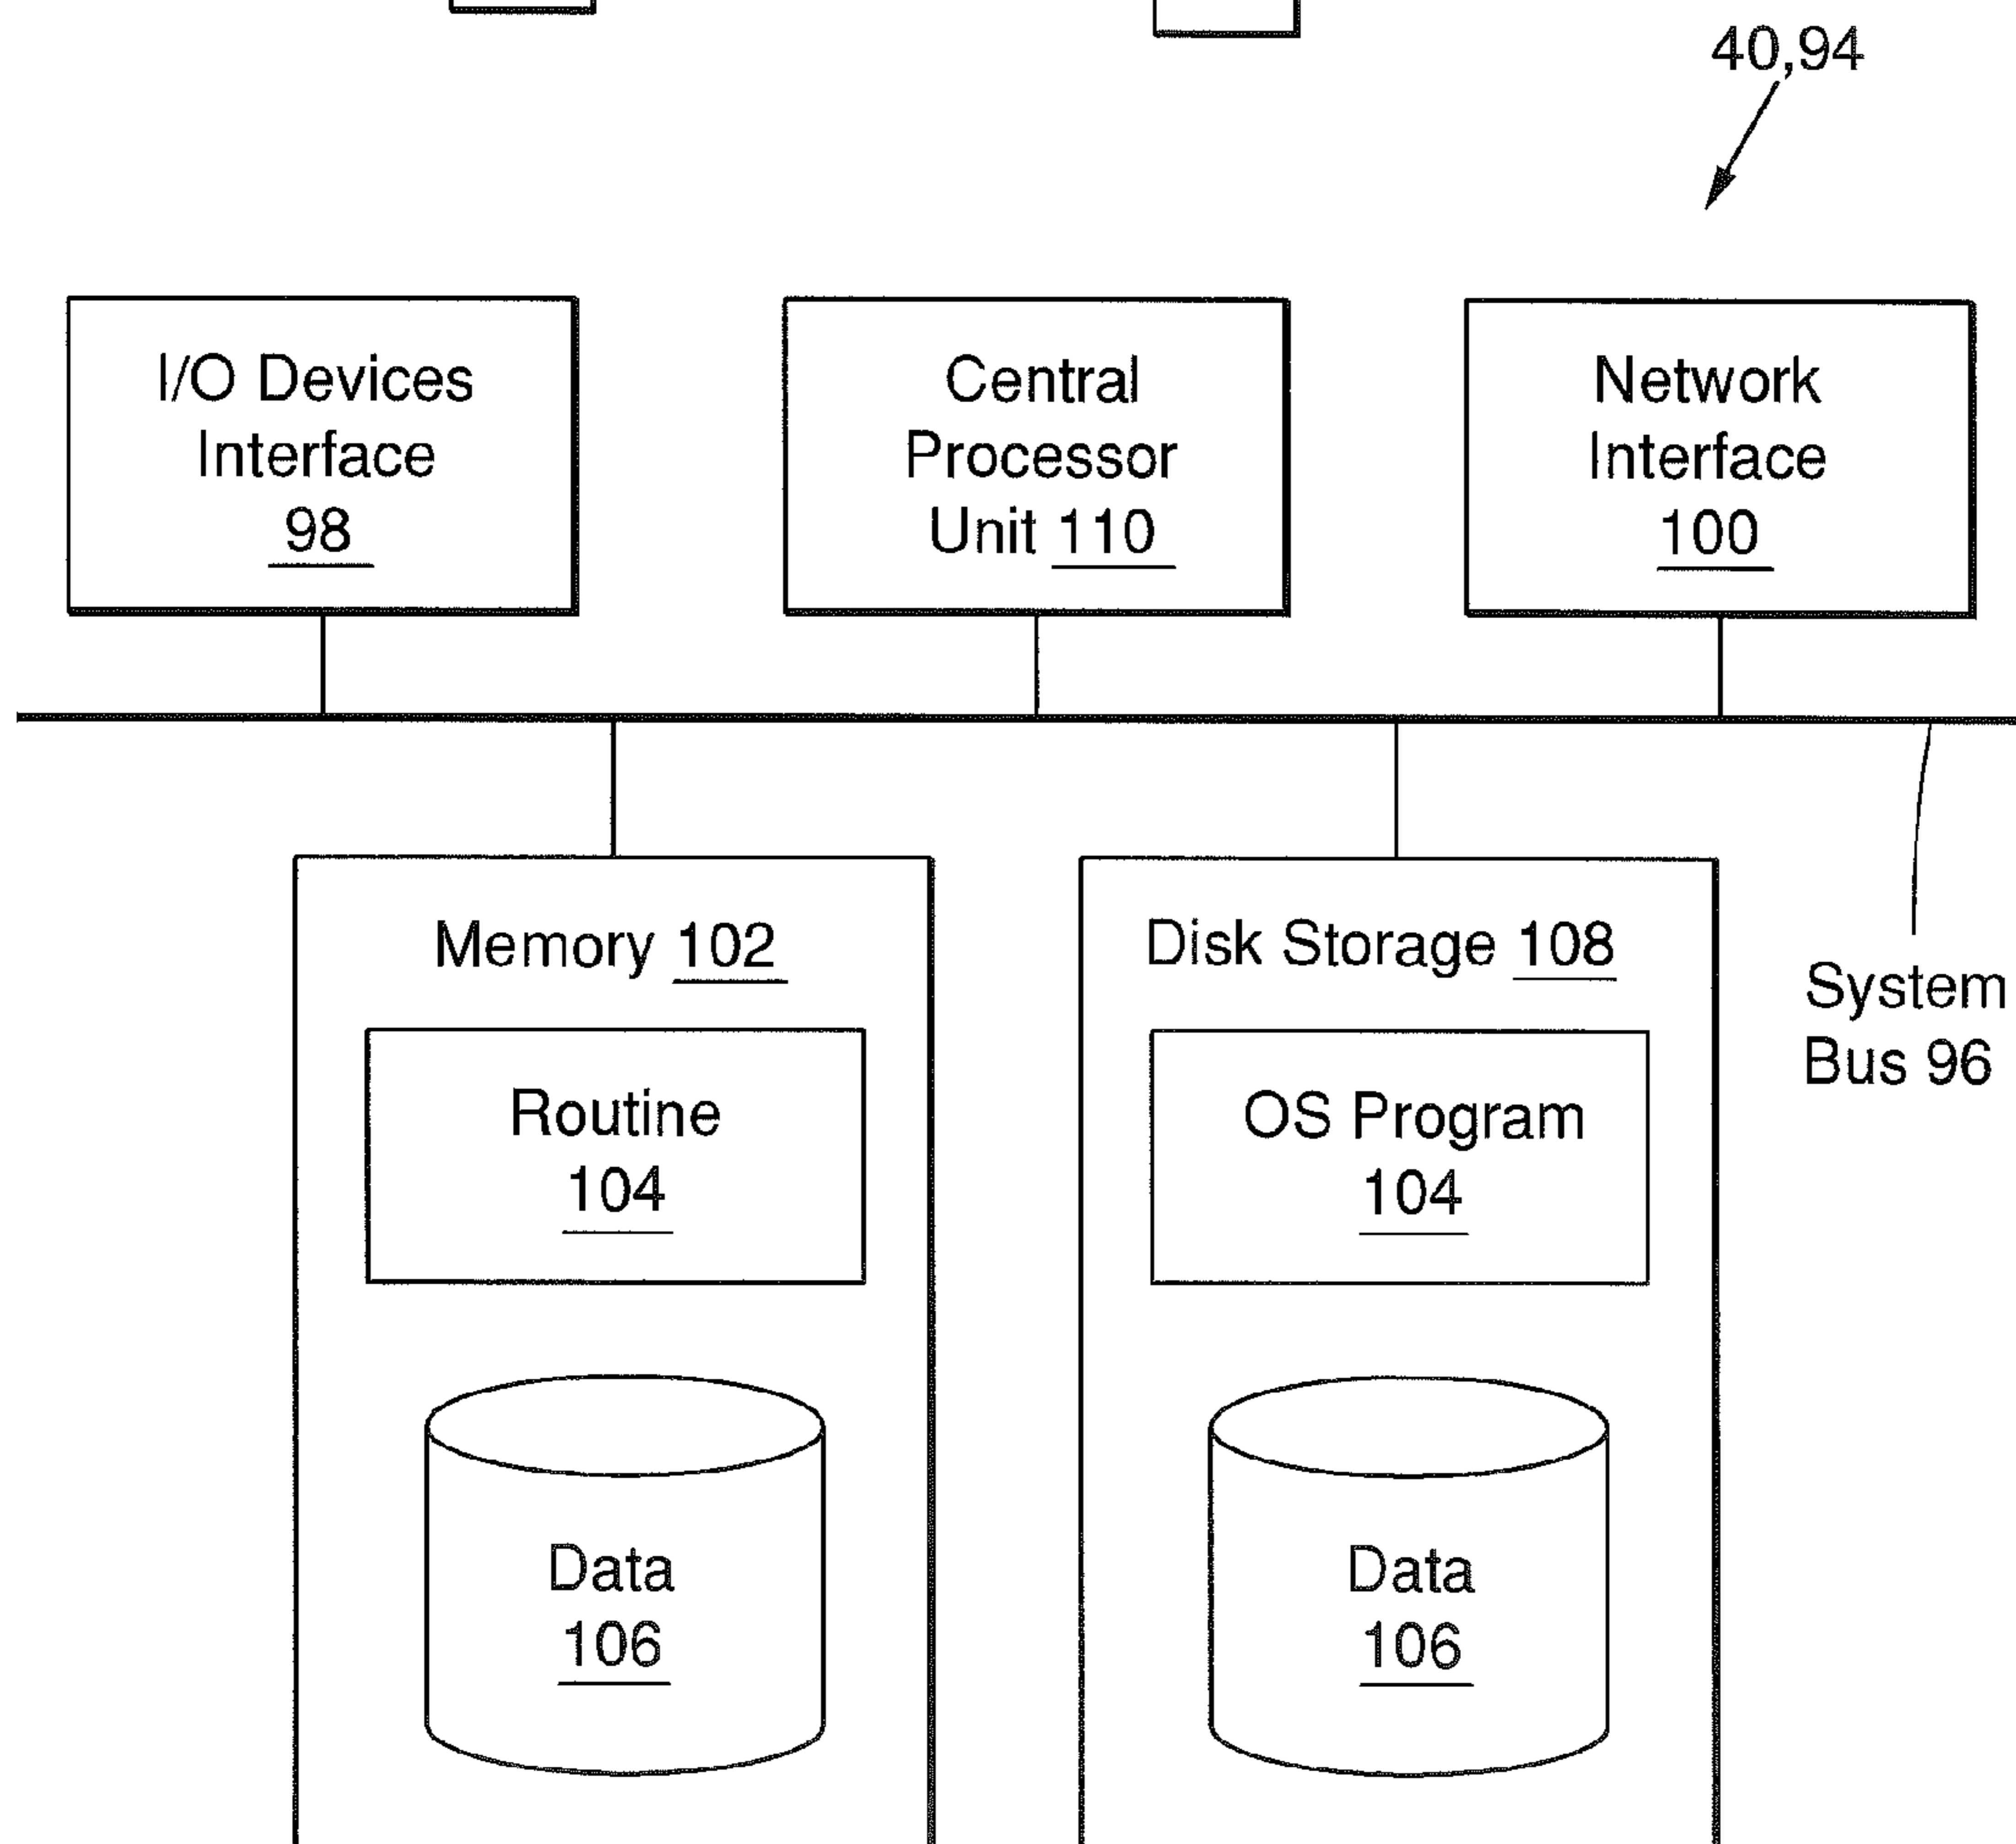 40,94
I/O Devices
Interface
98
Central
Processor
Unit 110
Network
Interface
100
Memory 102
Routine
104
Data
106
Disk Storage 108
OS Program
104
Data
106
System
Bus 96